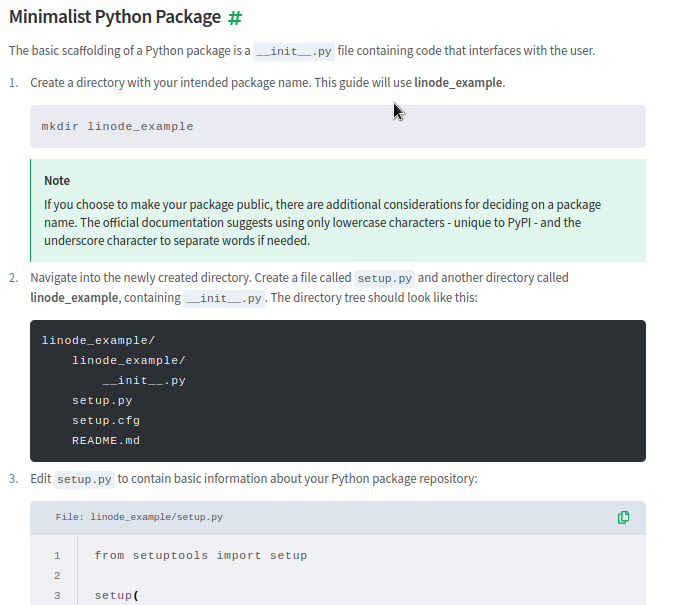 Minimalist Python Package #
The basic scaffolding of a Python package is a __init__.py file containing code that interfaces with the user.
1. Create a directory with your intended package name. This guide will use linode_example.
mkdir linode_example
Note
If you choose to make your package public, there are additional considerations for deciding on a package
name. The official documentation suggests using only lowercase characters - unique to PyPI - and the
underscore character to separate words if needed.
2. Navigate into the newly created directory. Create a file called setup.py and another directory called
linode_example, containing __init__.py. The directory tree should look like this:
linode_example/
    linode_example/
        __init__.py
    setup.py
    setup.cfg
    README.md
3. Edit setup.py to contain basic information about your Python package repository:
File: linode_example/setup.py
1 from setuptools import setup
2
3 setup(